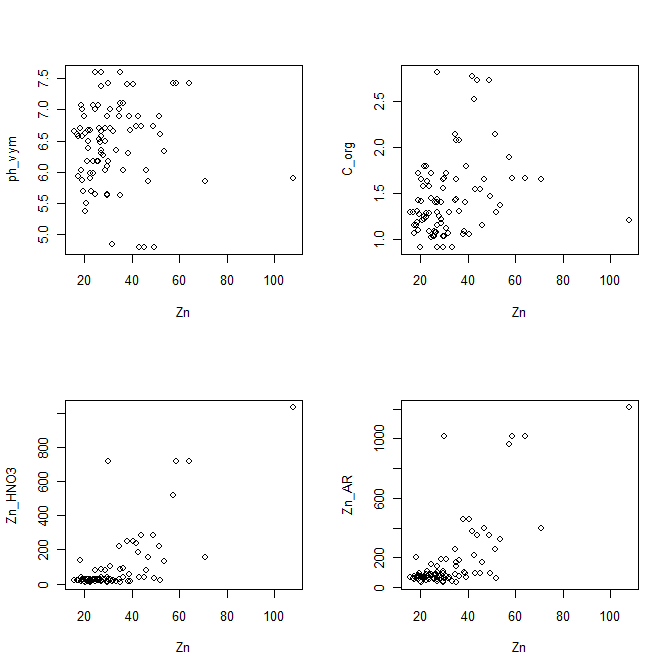 ph_vym
5.0 5.5 6.0 6.5 7.0 7.5
20 40 60 80 100
Zn
C_org
1.0 1.5 2.0 2.5
20 40 60 80 100
Zn
Zn_HNO3
0 200 400 800
20 40 60 80 100
Zn
Zn_AR
0 200 600 1000
20 40 60 80 100
Zn